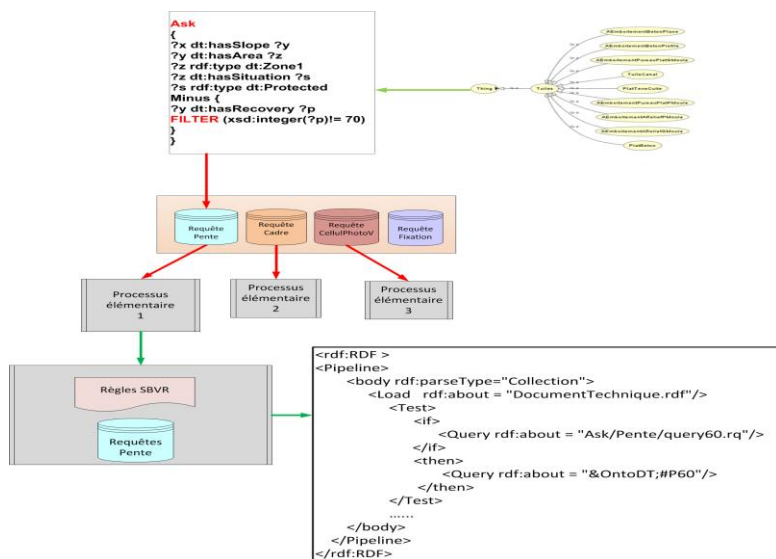 Ask
{
?x dt:hasSlope ?y
?y dt:hasArea ?z
?z rdf:type dt:Zone1
?z dt:hasSituation ?s
?s rdf:type dt:Protected
Minus {
?y dt:hasRecovery ?p
FILTER (xsd:integer(?p)!= 70)
}
}
Thing
Tuiles
TuileCanal
PlatTerreCuite
PlatBeton
Requête
Pente
Requête
Cadre
Requête
CellulPhotoV
Requête
Fixation
Processus
élémentaire
1
Processus
élémentaire
2
Processus
élémentaire
3
Règles SBVR
Requêtes
Pente
<rdf:RDF >
<Pipeline>
<body rdf:parseType="Collection">
<Load rdf:about = "DocumentTechnique.rdf"/>
<Test>
<if>
<Query rdf:about = "Ask/Pente/query60.rq"/>
</if>
<then>
<Query rdf:about = "&OntoDT;#P60"/>
</then>
</Test>
......
</body>
</Pipeline>
</rdf:RDF>